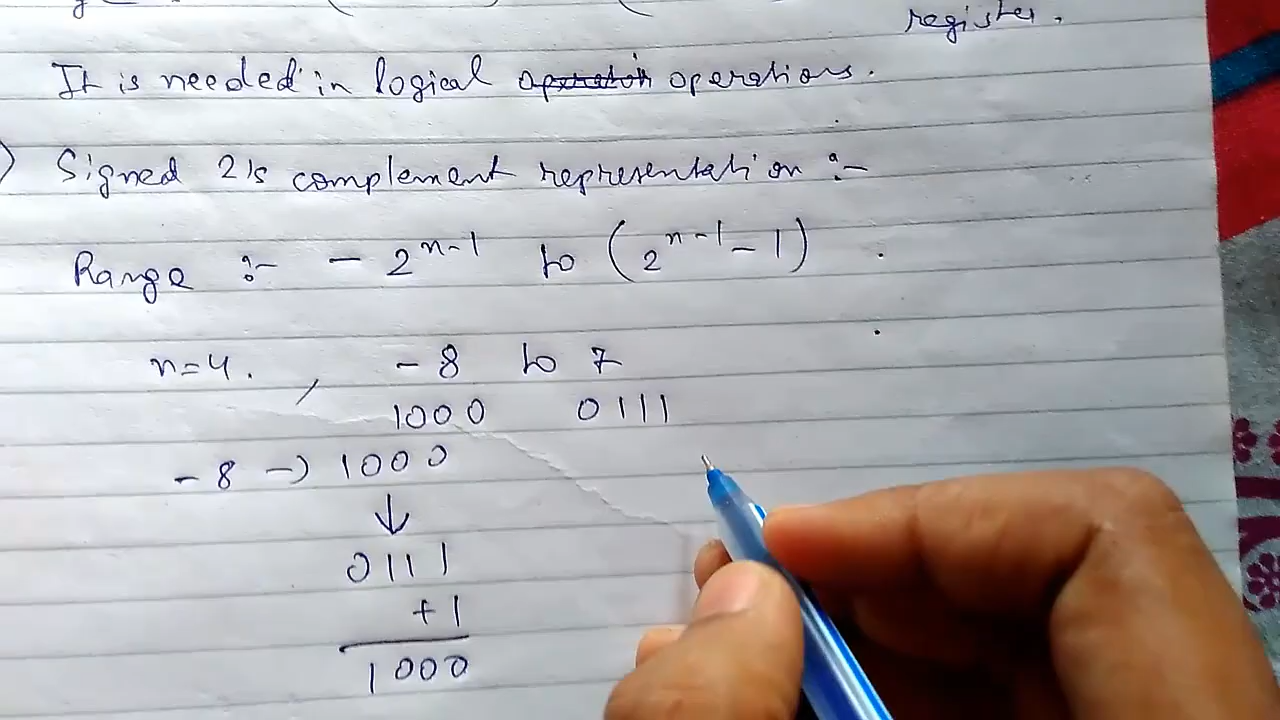 register.
It is needed in logical operations.
Signed 2's complement representation :-
Range :- - 2^{n-1} to (2^{n-1} - 1)
n=4. , -8 to 7
1000 0111
-8 → 1000
↓
0111
+1
1000